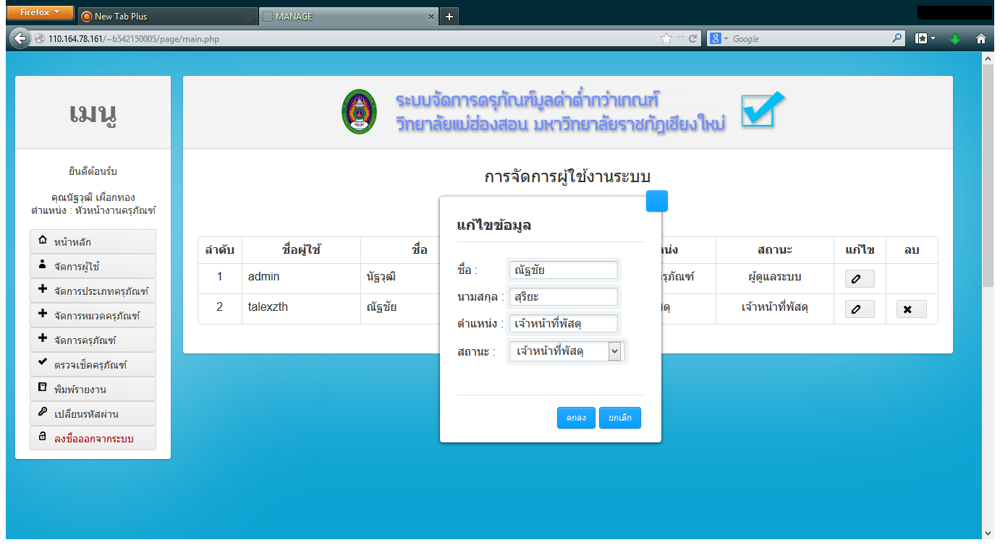 Firefox
New Tab Plus
MANAGE
110.164.78.161/~b542150005/page/main.php
Google
เมนู
ยินดีต้อนรับ
คุณนัฐวุฒิ เผือกทอง
ตำแหน่ง : หัวหน้างานครุภัณฑ์
หน้าหลัก
จัดการผู้ใช้
จัดการประเภทครุภัณฑ์
จัดการหมวดครุภัณฑ์
จัดการครุภัณฑ์
ตรวจเช็คครุภัณฑ์
พิมพ์รายงาน
เปลี่ยนรหัสผ่าน
ลงชื่อออกจากระบบ
ระบบจัดการครุภัณฑ์มูลค่าต่ำกว่าเกณฑ์
วิทยาลัยแม่ฮ่องสอน มหาวิทยาลัยราชภัฏเชียงใหม่
การจัดการผู้ใช้งานระบบ
ลำดับ ชื่อผู้ใช้ ชื่อ สถานะ แก้ไข ลบ
1 admin นัฐวุฒิ ผู้ดูแลระบบ
2 talexzth ณัฐชัย เจ้าหน้าที่พัสดุ
แก้ไขข้อมูล
ชื่อ : ณัฐชัย
นามสกุล : สุริยะ
ตำแหน่ง : เจ้าหน้าที่พัสดุ
สถานะ : เจ้าหน้าที่พัสดุ
ตกลง ยกเลิก